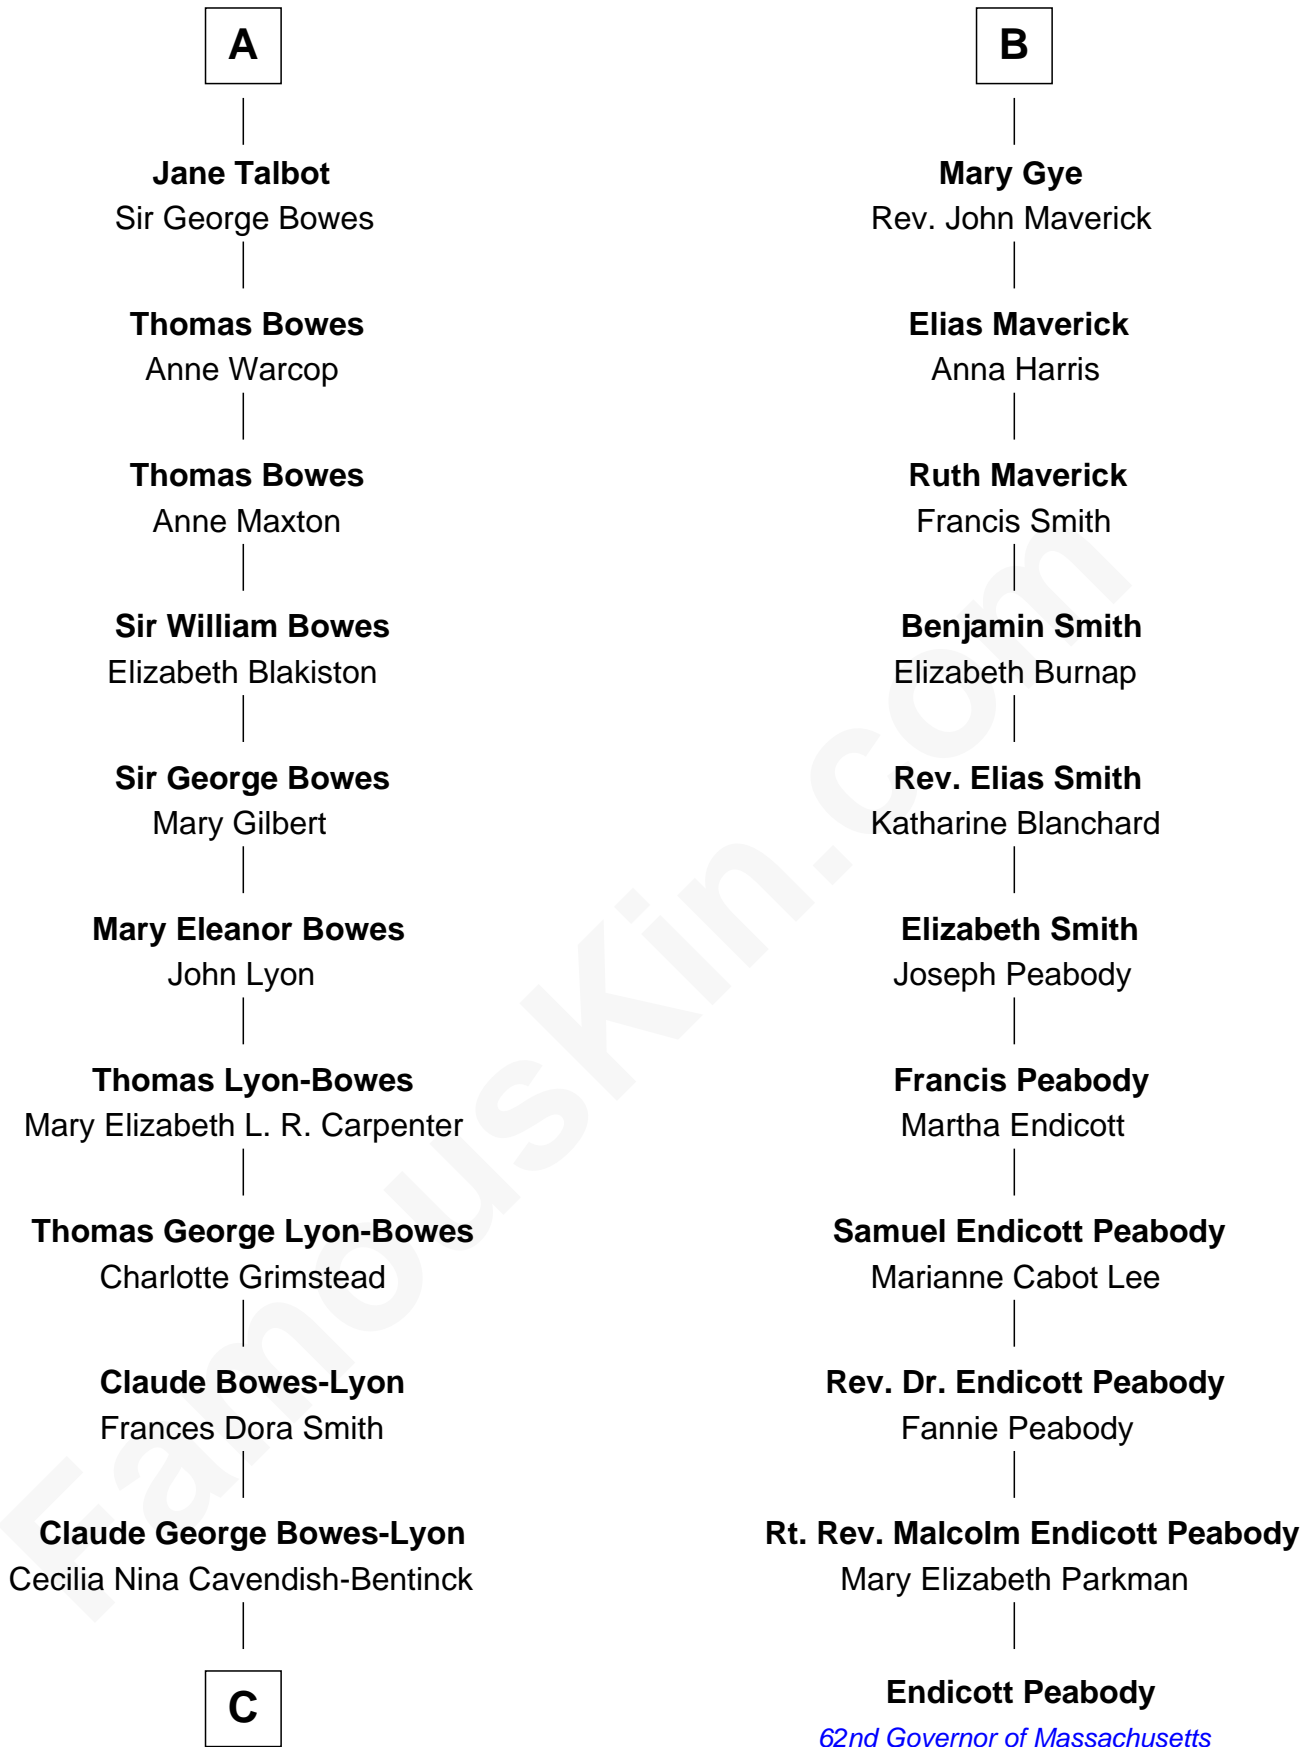 A
Jane Talbot
Sir George Bowes
Thomas Bowes
Anne Warcop
Thomas Bowes
Anne Maxton
Sir William Bowes
Elizabeth Blakiston
Sir George Bowes
Mary Gilbert
Mary Eleanor Bowes
John Lyon
Thomas Lyon-Bowes
Mary Elizabeth L. R. Carpenter
Thomas George Lyon-Bowes
Charlotte Grimstead
Claude Bowes-Lyon
Frances Dora Smith
Claude George Bowes-Lyon
Cecilia Nina Cavendish-Bentinck
C
B
Mary Gye
Rev. John Maverick
Elias Maverick
Anna Harris
Ruth Maverick
Francis Smith
Benjamin Smith
Elizabeth Burnap
Rev. Elias Smith
Katharine Blanchard
Elizabeth Smith
Joseph Peabody
Francis Peabody
Martha Endicott
Samuel Endicott Peabody
Marianne Cabot Lee
Rev. Dr. Endicott Peabody
Fannie Peabody
Rt. Rev. Malcolm Endicott Peabody
Mary Elizabeth Parkman
Endicott Peabody
62nd Governor of Massachusetts
FamousKin.com